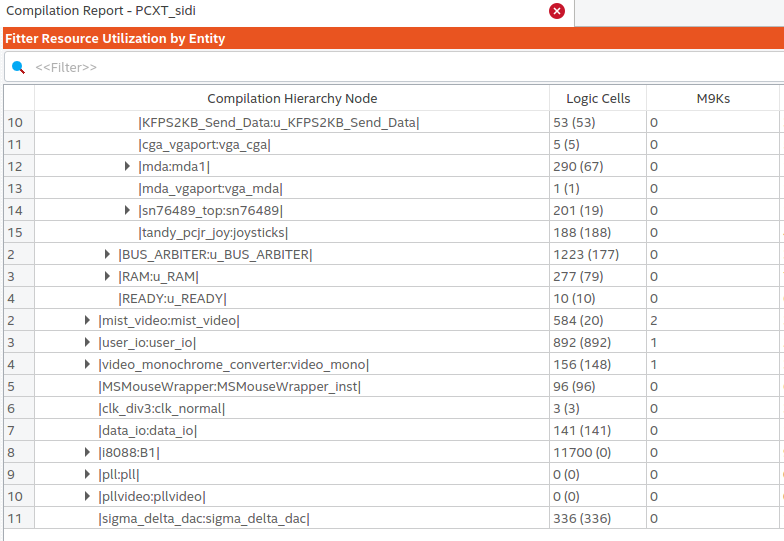 Compilation Report - PCXT_sidi
Fitter Resource Utilization by Entity
<<Filter>>
Compilation Hierarchy Node Logic Cells M9Ks
10 |KFPS2KB_Send_Data:u_KFPS2KB_Send_Data| 53 (53) 0
11 |cga_vgaport:vga_cga| 5 (5) 0
12 |mda:mda1| 290 (67) 0
13 |mda_vgaport:vga_mda| 1 (1) 0
14 |sn76489_top:sn76489| 201 (19) 0
15 |tandy_pcjr_joy:joysticks| 188 (188) 0
2 |BUS_ARBITER:u_BUS_ARBITER| 1223 (177) 0
3 |RAM:u_RAM| 277 (79) 0
4 |READY:u_READY| 10 (10) 0
2 |mist_video:mist_video| 584 (20) 2
3 |user_io:user_io| 892 (892) 1
4 |video_monochrome_converter:video_mono| 156 (148) 1
5 |MSMouseWrapper:MSMouseWrapper_inst| 96 (96) 0
6 |clk_div3:clk_normal| 3 (3) 0
7 |data_io:data_io| 141 (141) 0
8 |i8088:B1| 11700 (0) 0
9 |pll:pll| 0 (0) 0
10 |pllvideo:pllvideo| 0 (0) 0
11 |sigma_delta_dac:sigma_delta_dac| 336 (336) 0